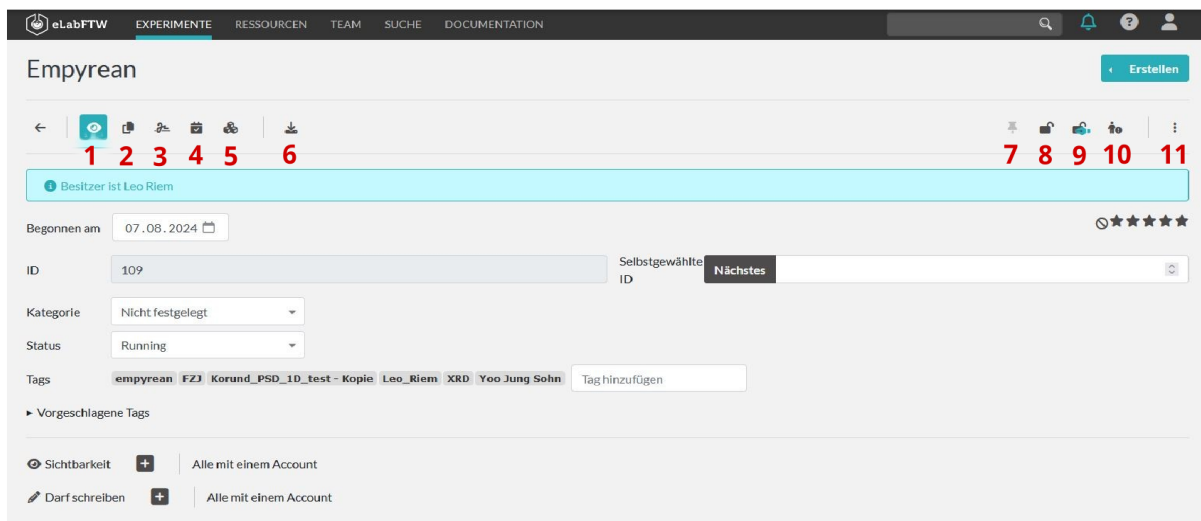 eLabFTW EXPERIMENTE RESSOURCEN TEAM SUCHE DOCUMENTATION
Empyrean
Erstellen
1 2 3 4 5 6 7 8 9 10 11
Besitzer ist Leo Riem
Begonnen am 07.08.2024
ID 109 Selbstgewählte ID Nächstes
Kategorie Nicht festgelegt
Status Running
Tags empyrean FZJ Korund_PSD_1D_test - Kopie Leo_Riem XRD Yoo Jung Sohn Tag hinzufügen
Vorgeschlagene Tags
Sichtbarkeit + Alle mit einem Account
Darf schreiben + Alle mit einem Account